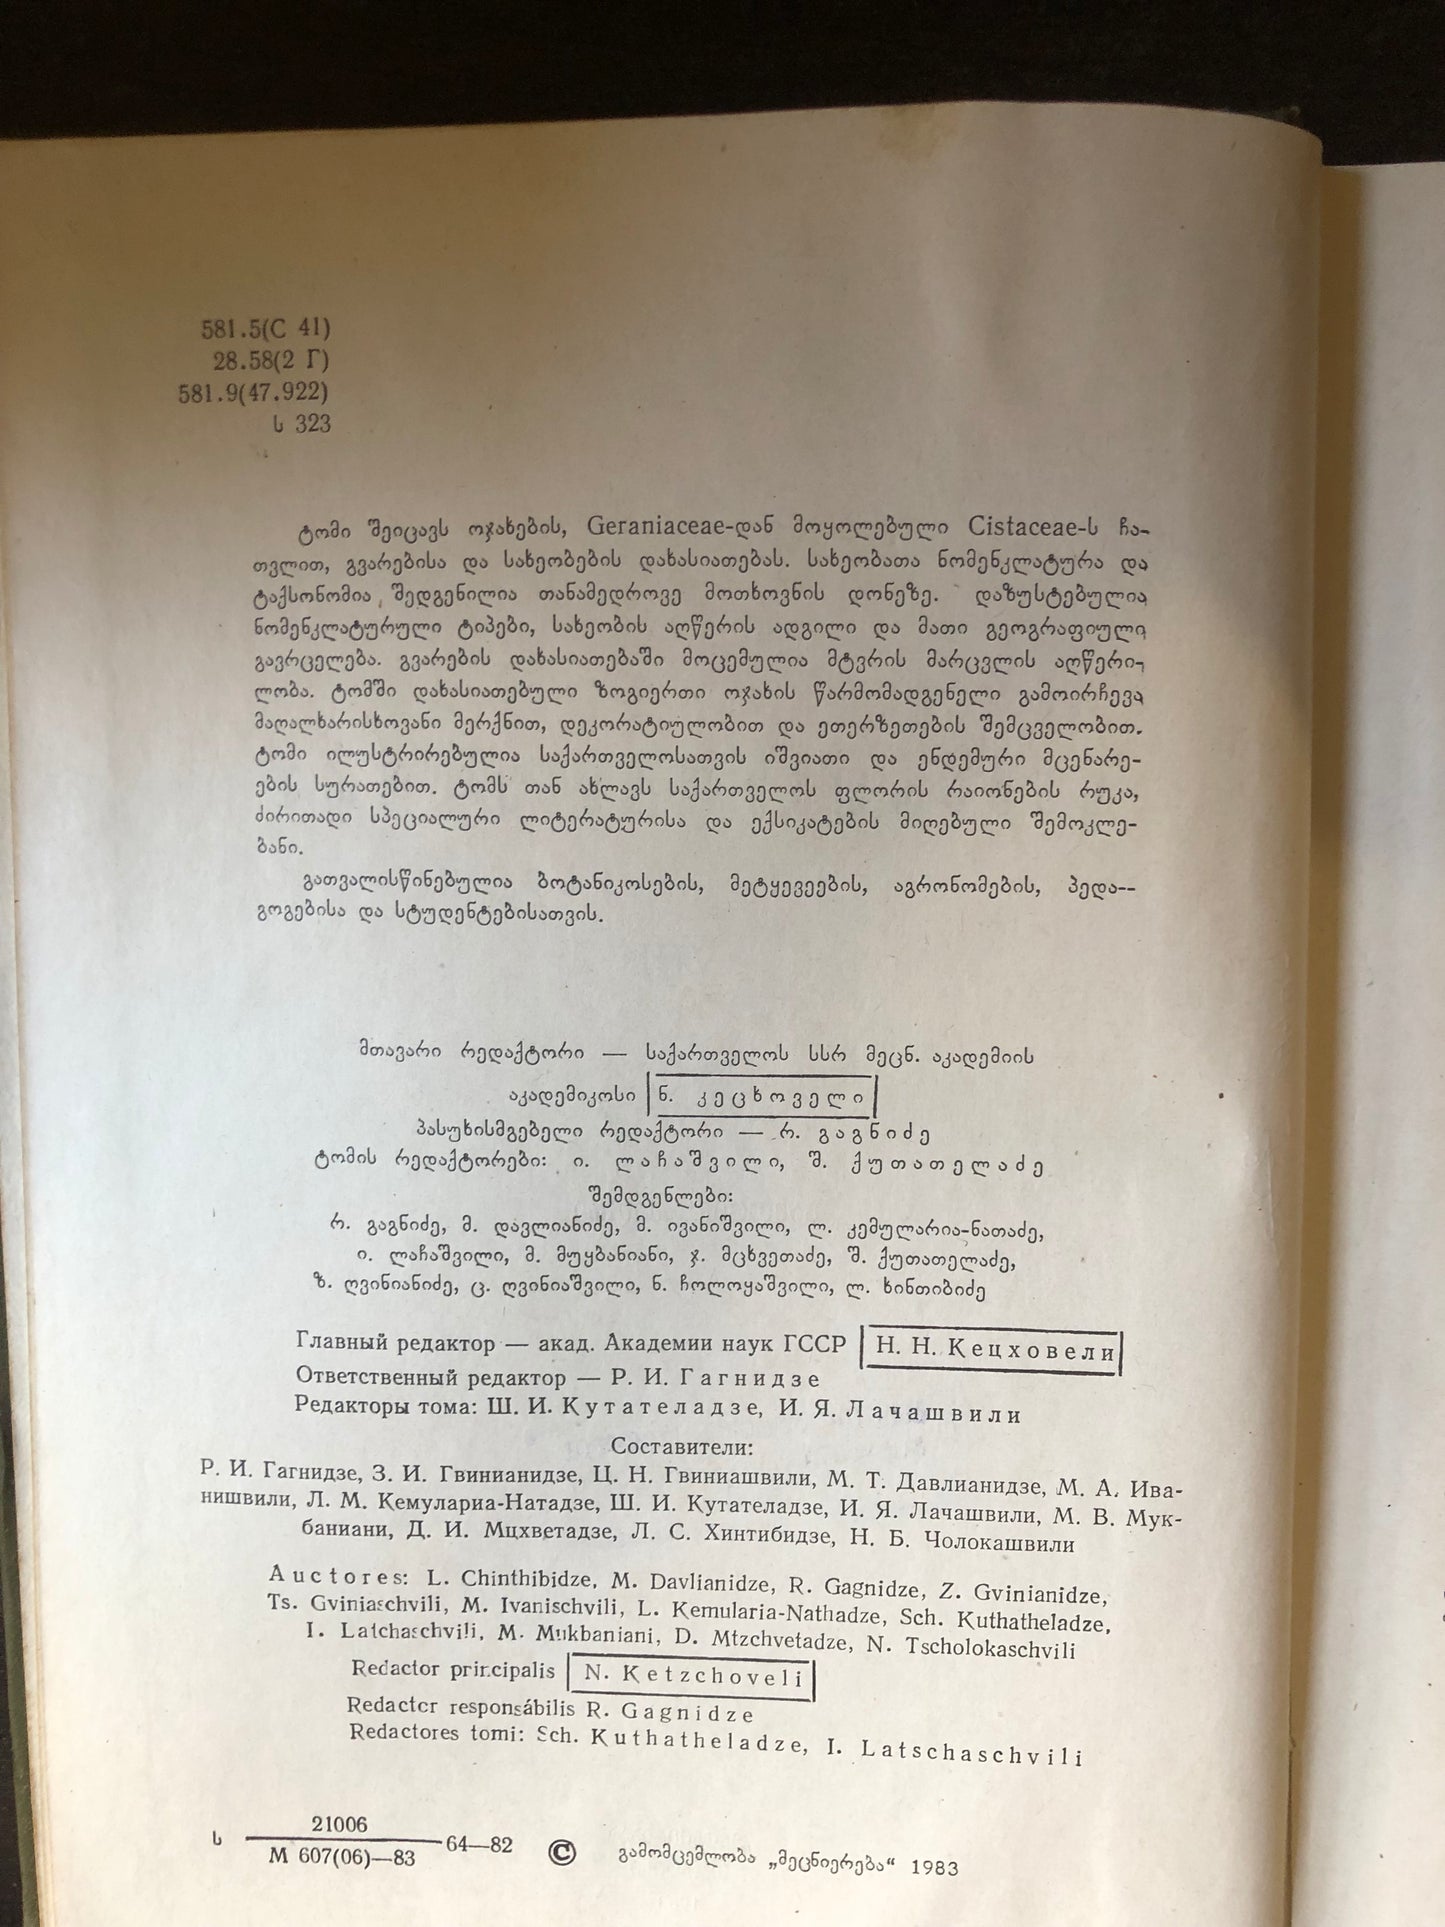 581.5(С 41)
28.58(2 Г)
581.9(47.922)
ს 323
ტომი შეიცავს ოჯახების, Geraniaceae-დან მოყოლებული Cistaceae-ს ჩა-
თვლით, გვარებისა და სახეობების დახასიათებას. სახეობათა ნომენკლატურა და
ტაქსონომია შედგენილია თანამედროვე მოთხოვნის დონეზე. დაზუსტებულია
ნომენკლატურული ტიპები, სახეობის აღწერის ადგილი და მათი გეოგრაფიული
გავრცელება. გვარების დახასიათებაში მოცემულია მტვრის მარცვლის აღწერი-
ლობა. ტომში დახასიათებული ზოგიერთი ოჯახის წარმომადგენელი გამოირჩევა
მაღალხარისხოვანი მერქნით, დეკორატიულობით და ეთერზეთების შემცველობით.
ტომი ილუსტრირებულია საქართველოსათვის იშვიათი და ენდემური მცენარე-
ების სურათებით. ტომს თან ახლავს საქართველოს ფლორის რაიონების რუკა,
ძირითადი სპეციალური ლიტერატურისა და ექსიკატების მიღებული შემოკლე-
ბანი.
გათვალისწინებულია ბოტანიკოსების, მეტყევეების, აგრონომების, პედა--
გოგებისა და სტუდენტებისათვის.
მთავარი რედაქტორი — საქართველოს სსრ მეცნ. აკადემიის
აკადემიკოსი ნ. კეცხოველი
პასუხისმგებელი რედაქტორი — რ. გაგნიძე
ტომის რედაქტორები: ი. ლაჩაშვილი, შ. ქუთათელაძე
შემდგენლები:
რ. გაგნიძე, მ. დავლიანიძე, მ. ივანიშვილი, ლ. კემულარია-ნათაძე,
ი. ლაჩაშვილი, მ. მუყბანიანი, ჯ. მცხვეთაძე, შ. ქუთათელაძე,
ზ. ღვინიანიძე, ც. ღვინიაშვილი, ნ. ჩოლოყაშვილი, ლ. ხინთიბიძე
Главный редактор — акад. Академии наук ГССР Н. Н. Кецховели
Ответственный редактор — Р. И. Гагнидзе
Редакторы тома: Ш. И. Кутателадзе, И. Я. Лачашвили
Составители:
Р. И. Гагнидзе, З. И. Гвинианидзе, Ц. Н. Гвиниашвили, М. Т. Давлианидзе, М. А. Ива-
нишвили, Л. М. Кемулариа-Натадзе, Ш. И. Кутателадзе, И. Я. Лачашвили, М. В. Мук-
баниани, Д. И. Мцхветадзе, Л. С. Хинтибидзе, Н. Б. Чолокашвили
Auctores: L. Chinthibidze, M. Davlianidze, R. Gagnidze, Z. Gvinianidze,
Ts. Gviniaschvili, M. Ivanischvili, L. Kemularia-Nathadze, Sch. Kuthatheladze,
I. Latchaschvili, M. Mukbaniani, D. Mtzchvetadze, N. Tscholokaschvili
Redactor principalis N. Ketzchoveli
Redactor responsábilis R. Gagnidze
Redactores tomi: Sch. Kuthatheladze, I. Latschaschvili
21006
ს 64—82 © გამომცემლობა „მეცნიერება“ 1983
М 607(06)—83